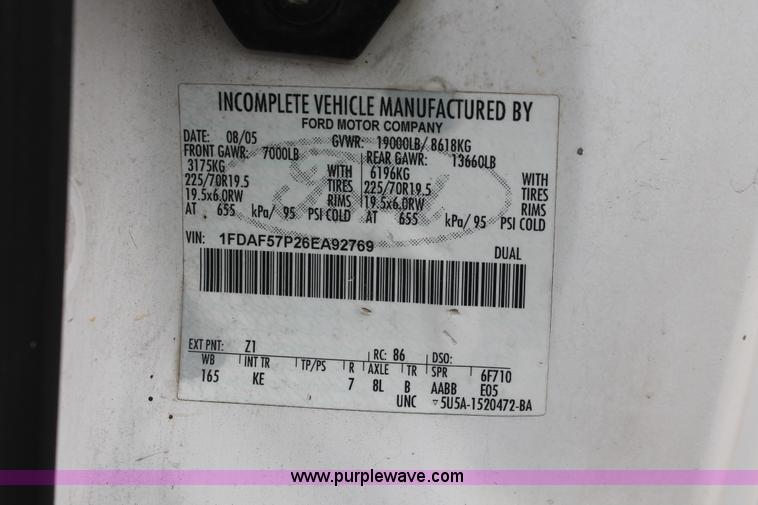 INCOMPLETE VEHICLE MANUFACTURED BY
FORD MOTOR COMPANY
DATE: 08/05 GVWR: 19000LB/ 8618KG
FRONT GAWR: 7000LB REAR GAWR: 13660LB
3175KG WITH 6196KG WITH
225/70R19.5 TIRES 225/70R19.5 TIRES
19.5x6.0RW RIMS 19.5x6.0RW RIMS
AT 655 kPa/ 95 PSI COLD AT 655 kPa/ 95 PSI COLD
VIN: 1FDAF57P26EA92769 DUAL
EXT PNT: Z1 RC: 86 DSO:
WB INT TR TP/PS R AXLE TR SPR 6F710
165 KE 7 8L B AABB E05
UNC ▿5U5A-1520472-BA
www.purplewave.com